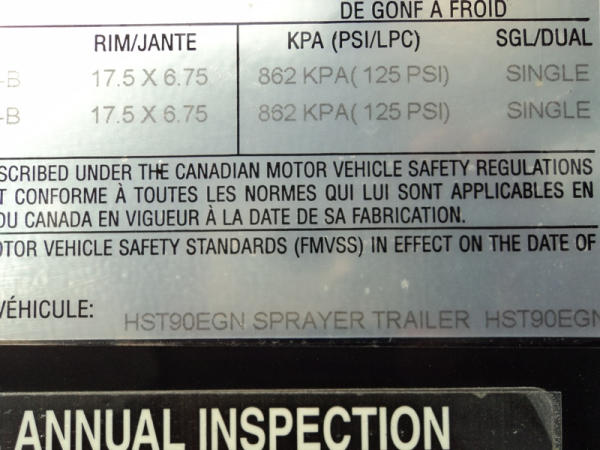 DE GONF A FROID
RIM/JANTE KPA (PSI/LPC) SGL/DUAL
-B 17.5 X 6.75 862 KPA( 125 PSI) SINGLE
-B 17.5 X 6.75 862 KPA( 125 PSI) SINGLE
SCRIBED UNDER THE CANADIAN MOTOR VEHICLE SAFETY REGULATIONS
T CONFORME À TOUTES LES NORMES QUI LUI SONT APPLICABLES EN
DU CANADA EN VIGUEUR À LA DATE DE SA FABRICATION.
OTOR VEHICLE SAFETY STANDARDS (FMVSS) IN EFFECT ON THE DATE OF
VÉHICULE: HST90EGN SPRAYER TRAILER HST90EGN
ANNUAL INSPECTION